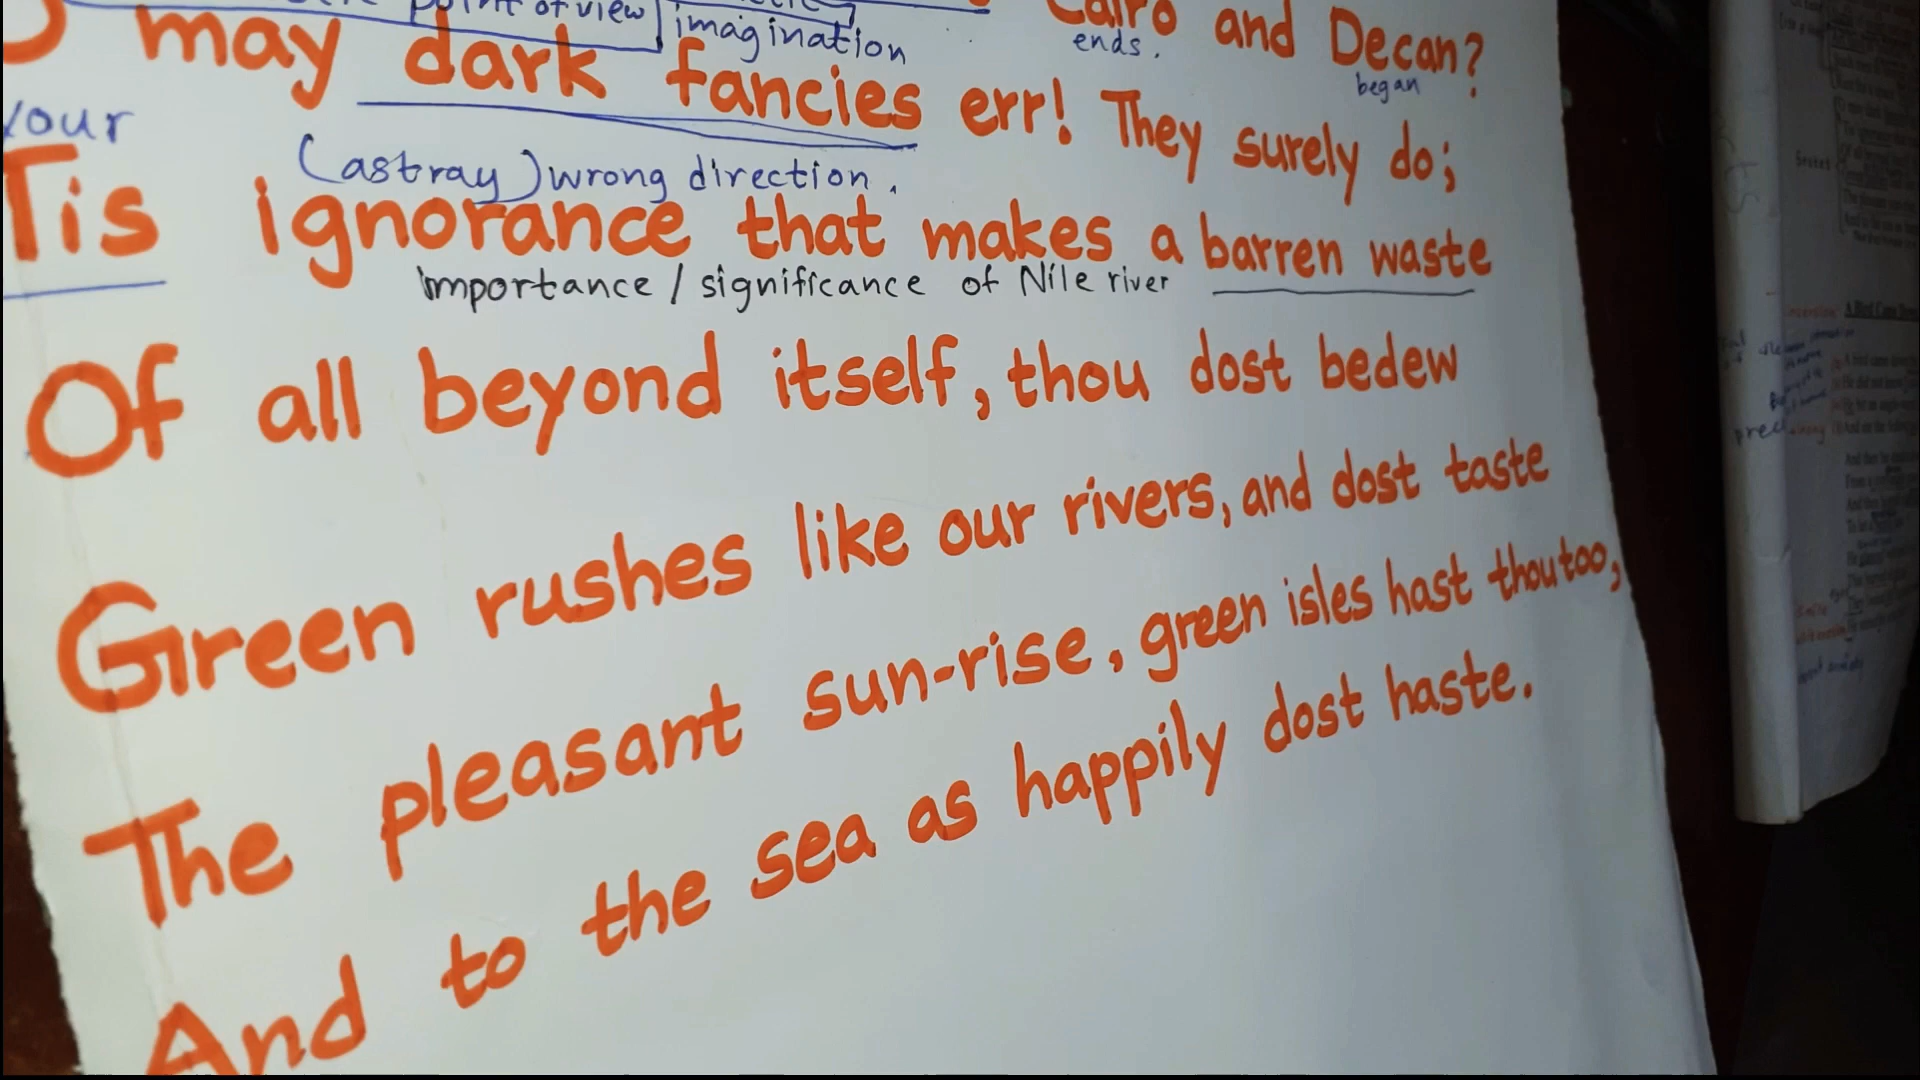 point of view imagination
Cairo and Decan?
ends. began
may dark fancies err! They surely do;
your (astray) wrong direction.
Tis ignorance that makes a barren waste
importance / significance of Nile river
Of all beyond itself, thou dost bedew
Green rushes like our rivers, and dost taste
The pleasant sun-rise, green isles hast thou too,
And to the sea as happily dost haste.